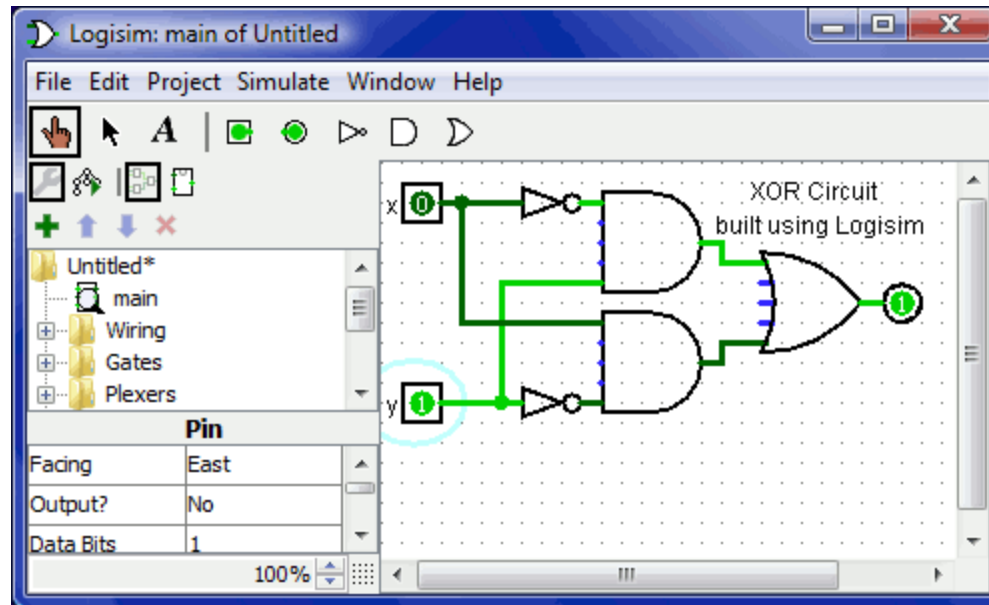 Logisim: main of Untitled
File Edit Project Simulate Window Help
A
x 0
XOR Circuit
built using Logisim
1
y 1
Untitled*
main
Wiring
Gates
Plexers
Pin
Facing East
Output? No
Data Bits 1
100%